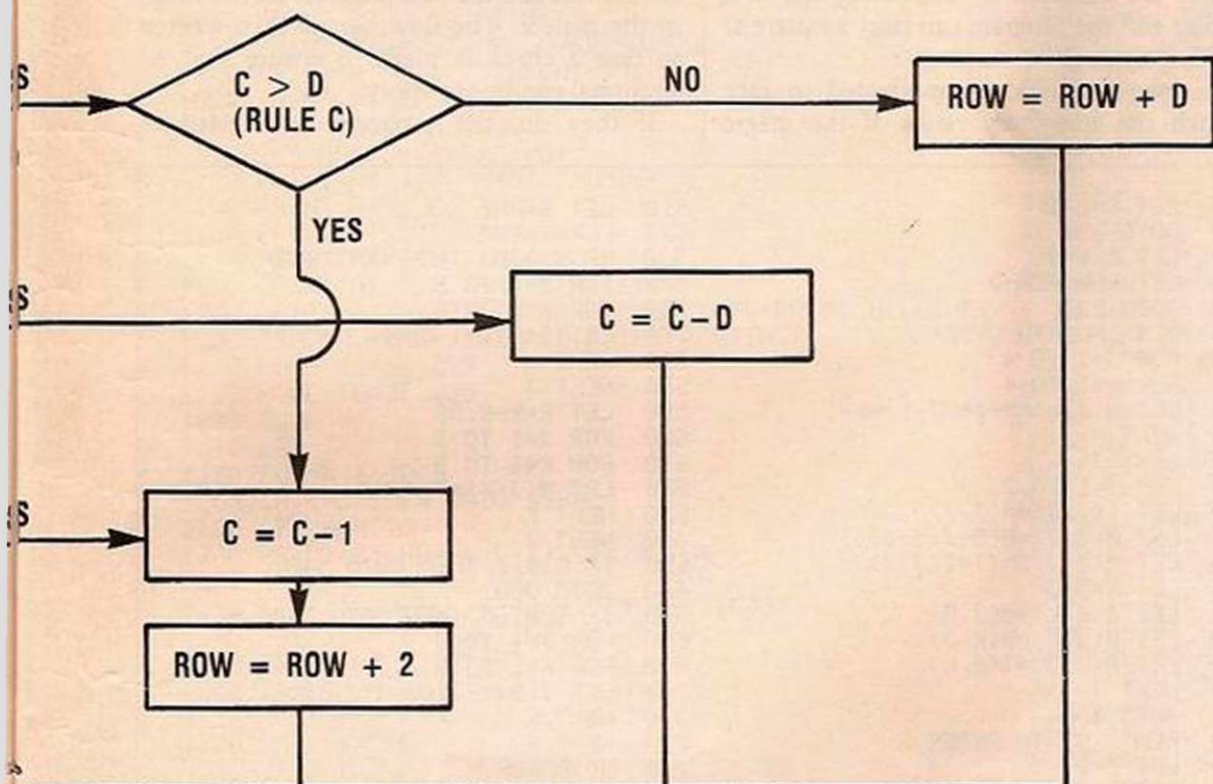 C > D
(RULE C)
NO
ROW = ROW + D
YES
C = C-D
C = C-1
ROW = ROW + 2